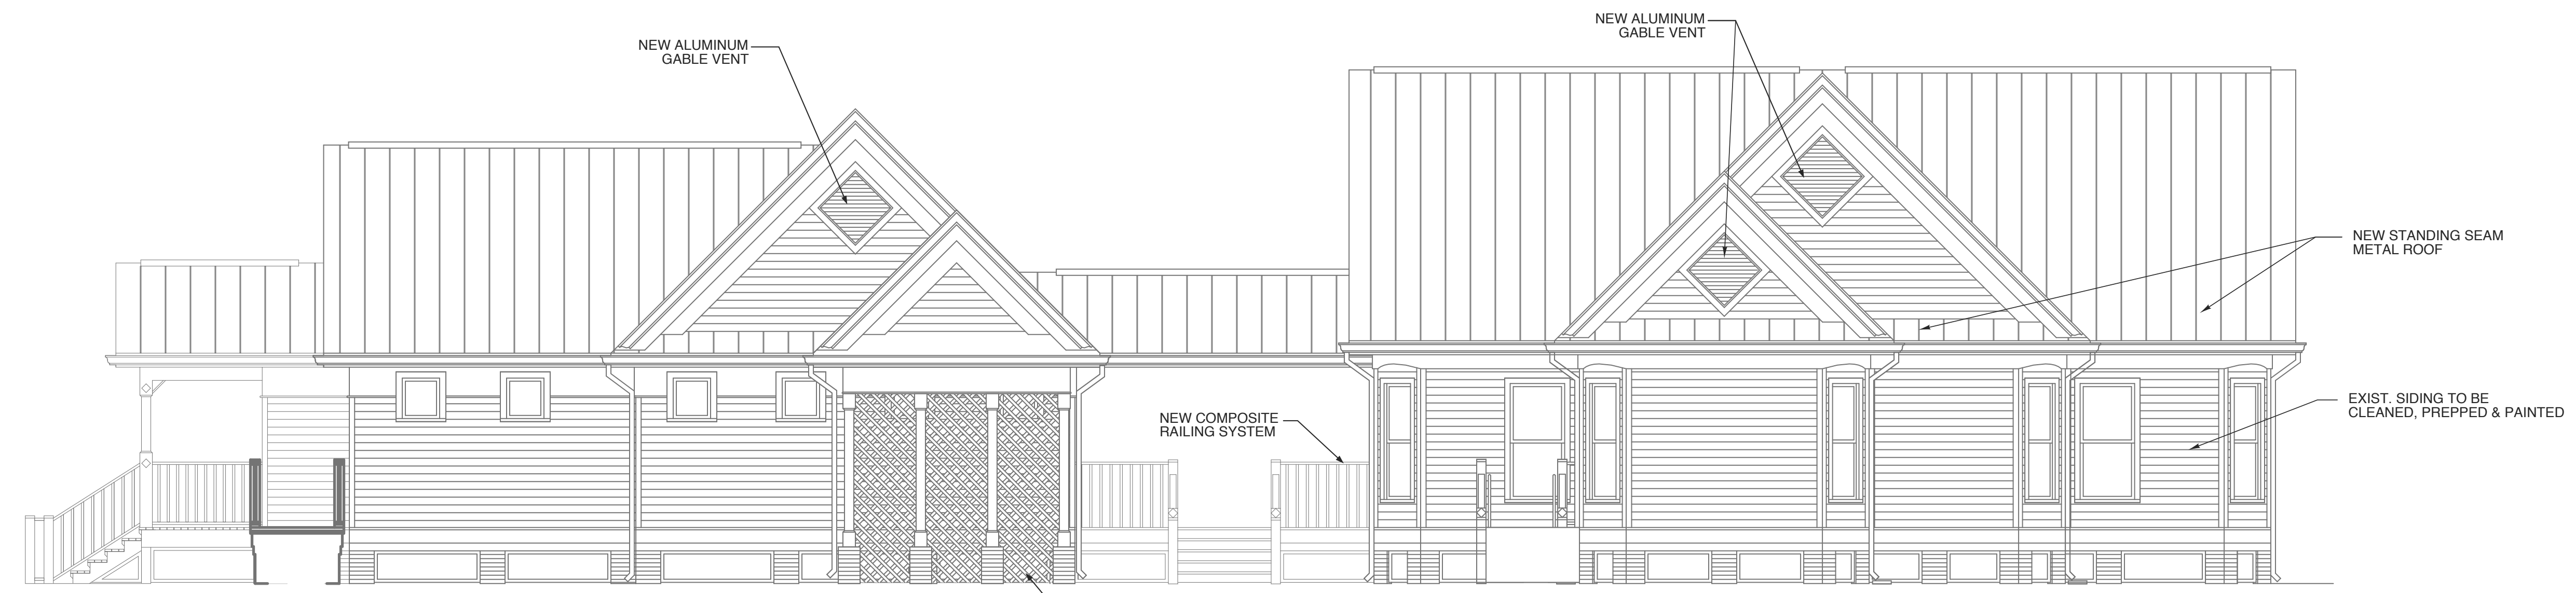 NEW ALUMINUM
GABLE VENT
NEW ALUMINUM
GABLE VENT
NEW STANDING SEAM
METAL ROOF
EXIST. SIDING TO BE
CLEANED, PREPPED & PAINTED
NEW COMPOSITE
RAILING SYSTEM